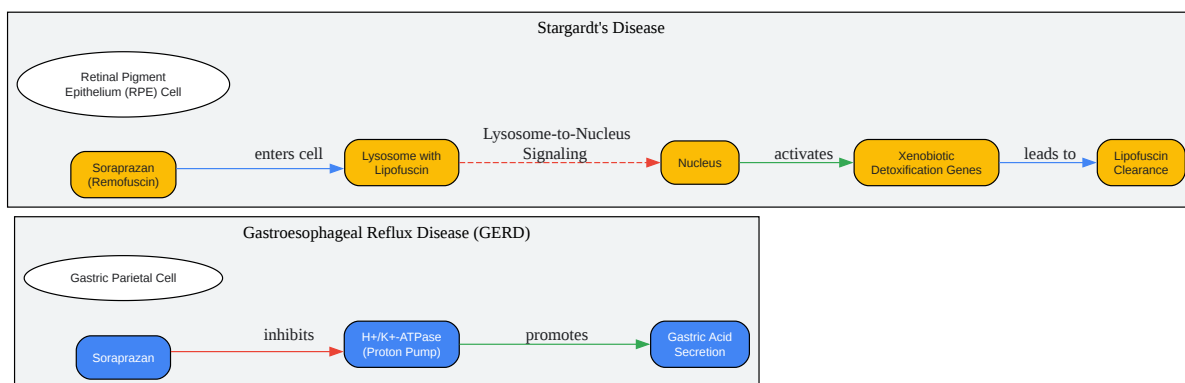 Stargardt's Disease
Retinal Pigment
Epithelium (RPE) Cell
Soraprazan
(Remofuscin)
enters cell
Lysosome with
Lipofuscin
Lysosome-to-Nucleus
Signaling
Nucleus
activates
Xenobiotic
Detoxification Genes
leads to
Lipofuscin
Clearance
Gastroesophageal Reflux Disease (GERD)
Gastric Parietal Cell
Soraprazan
inhibits
H+/K+-ATPase
(Proton Pump)
promotes
Gastric Acid
Secretion